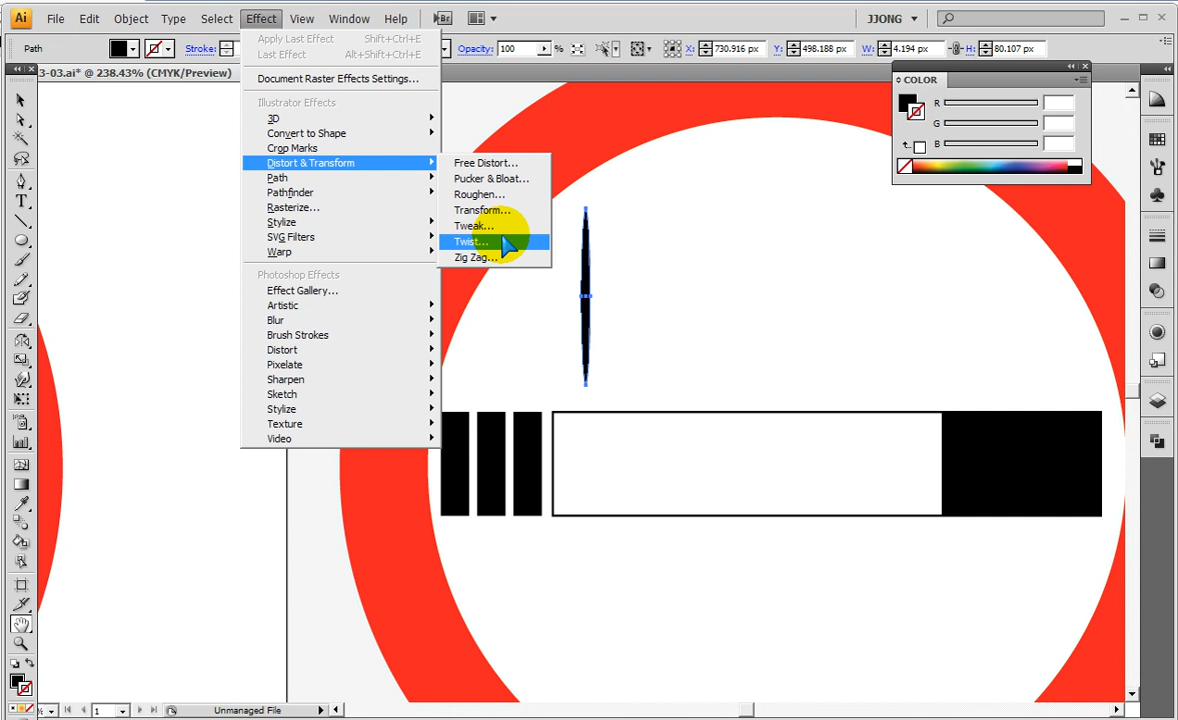 Ai File Edit Object Type Select Effect View Window Help Br JJONG
Path Stroke: Opacity: 100 X: 730.916 px Y: 498.188 px W: 4.194 px H: 80.107 px
3-03.ai* @ 238.43% (CMYK/Preview)
Apply Last Effect Shift+Ctrl+E
Last Effect Alt+Shift+Ctrl+E
Document Raster Effects Settings...
Illustrator Effects
3D
Convert to Shape
Crop Marks
Distort & Transform
Path
Pathfinder
Rasterize...
Stylize
SVG Filters
Warp
Photoshop Effects
Effect Gallery...
Artistic
Blur
Brush Strokes
Distort
Pixelate
Sharpen
Sketch
Stylize
Texture
Video
Free Distort...
Pucker & Bloat...
Roughen...
Transform...
Tweak...
Twist...
Zig Zag...
COLOR
R
G
B
T
1 Unmanaged File